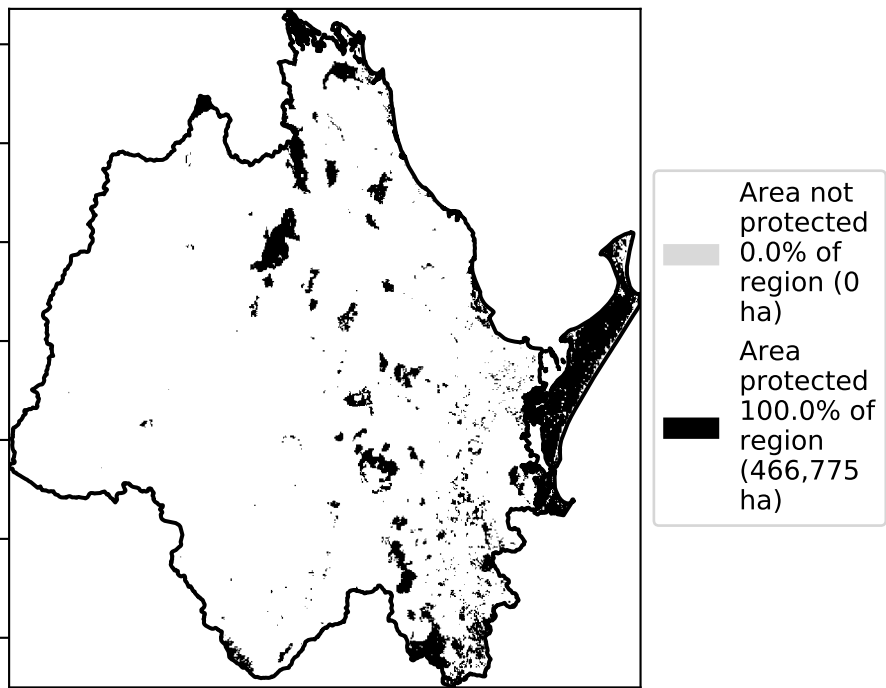 Area not
protected
0.0% of
region (0
ha)
Area
protected
100.0% of
region
(466,775
ha)